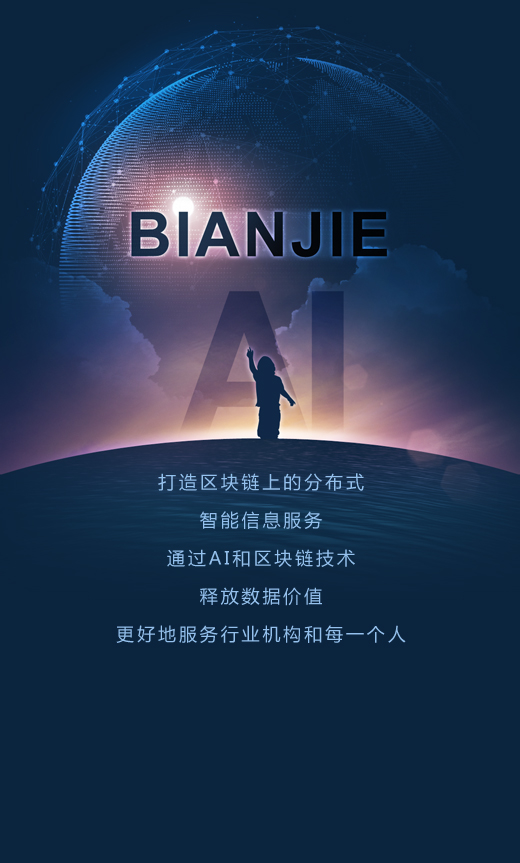 BIANJIE
AI
打造区块链上的分布式
智能信息服务
通过AI和区块链技术
释放数据价值
更好地服务行业机构和每一个人